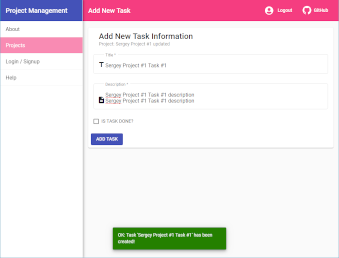 Project Management
Add New Task
Logout
GitHub
About
Projects
Login / Signup
Help
Add New Task Information
Project: Sergey Project #1 updated
Title *
Sergey Project #1 Task #1
Description *
Sergey Project #1 Task #1 description
Sergey Project #1 Task #1 description
IS TASK DONE?
ADD TASK
OK: Task 'Sergey Project #1 Task #1' has been
created!